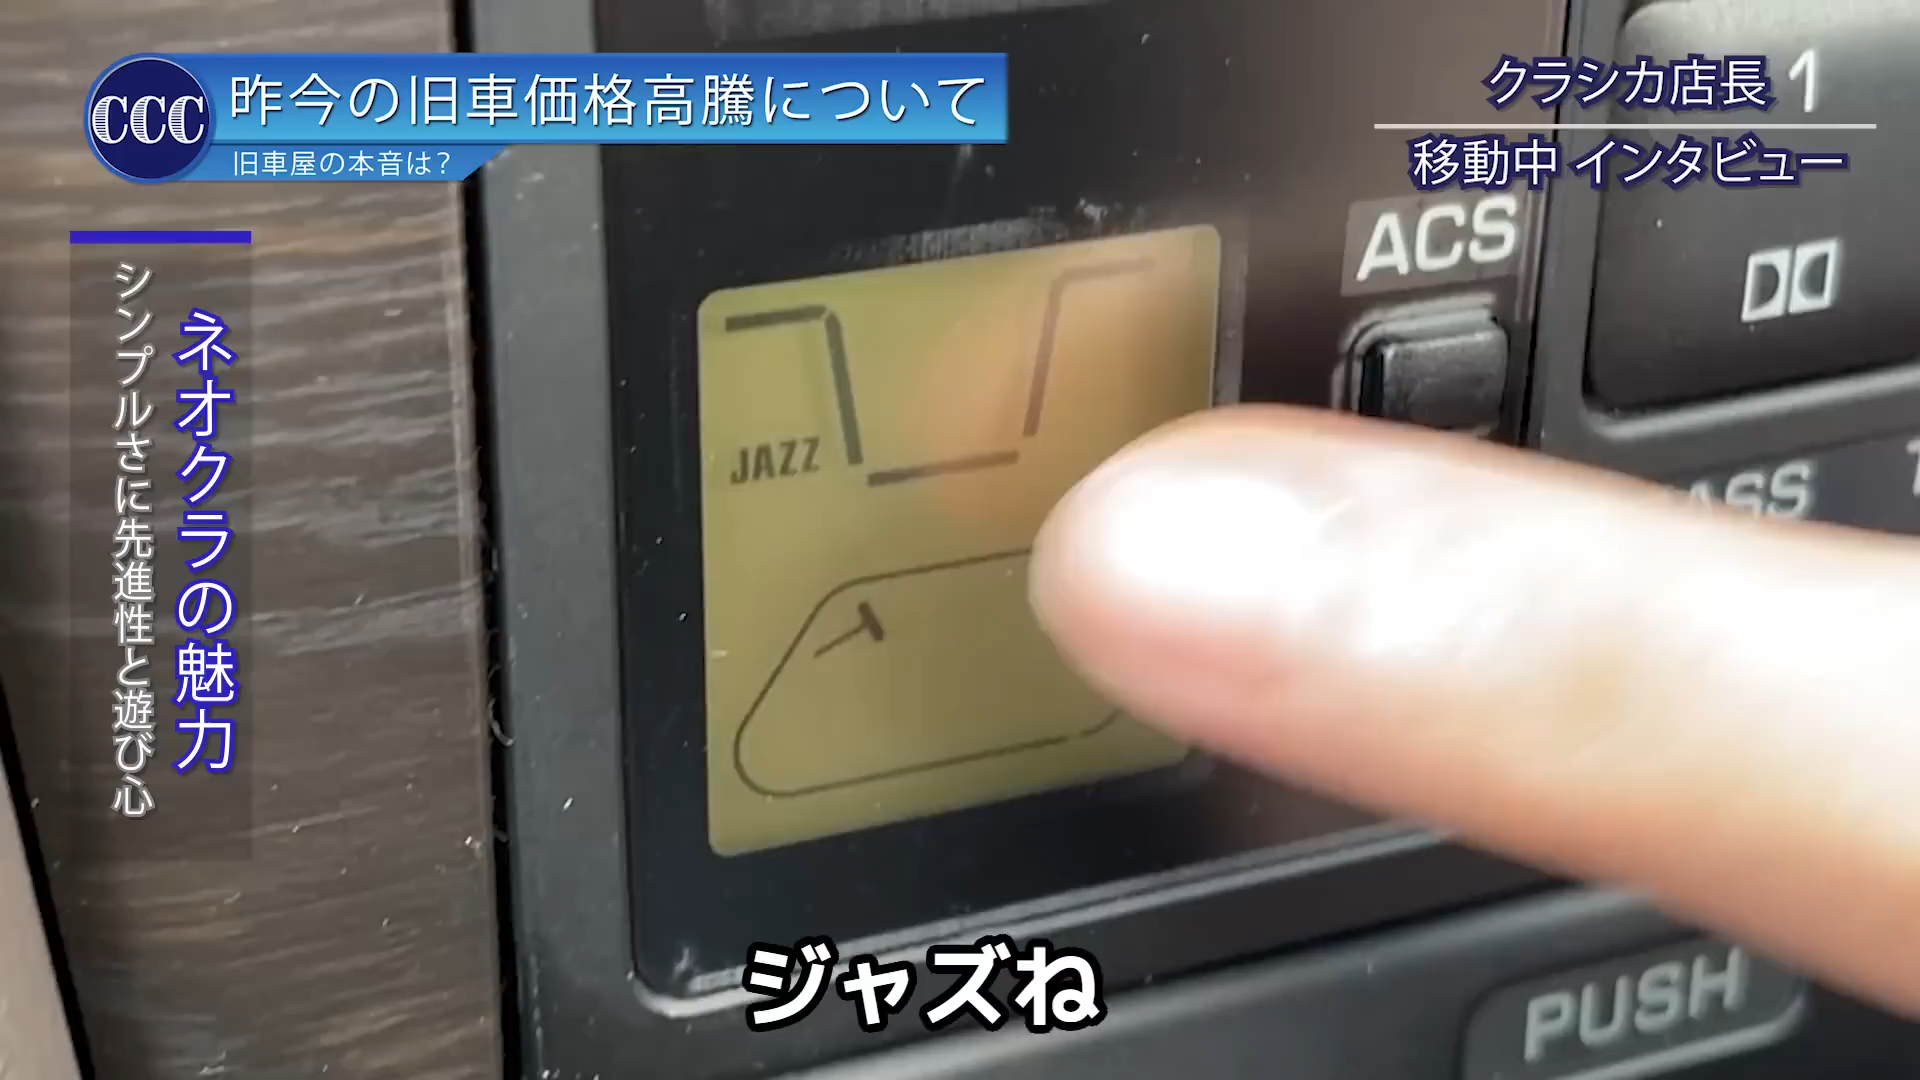 CCC
昨今の旧車価格高騰について
旧車屋の本音は?
クラシカ店長 1
移動中 インタビュー
ネオクラの魅力
シンプルさに先進性と遊び心
ACS
JAZZ
ASS
PUSH
ジャズね